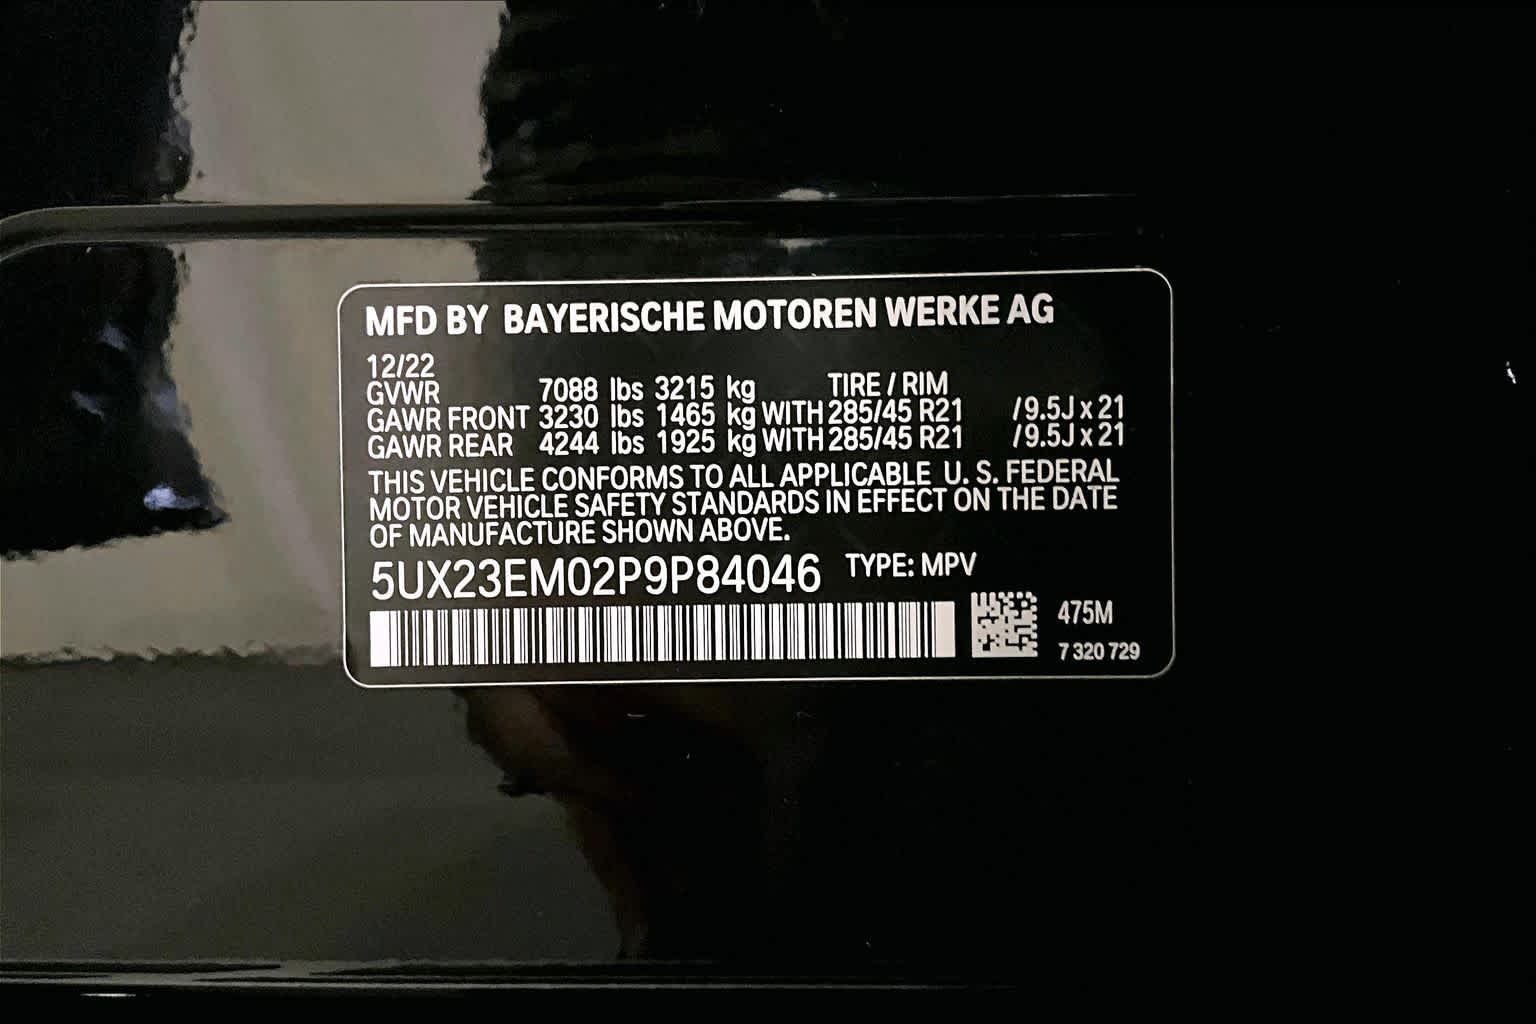 MFD BY BAYERISCHE MOTOREN WERKE AG
12/22
GVWR 7088 lbs 3215 kg TIRE / RIM
GAWR FRONT 3230 lbs 1465 kg WITH 285/45 R21 /9.5J x 21
GAWR REAR 4244 lbs 1925 kg WITH 285/45 R21 /9.5J x 21
THIS VEHICLE CONFORMS TO ALL APPLICABLE U. S. FEDERAL
MOTOR VEHICLE SAFETY STANDARDS IN EFFECT ON THE DATE
OF MANUFACTURE SHOWN ABOVE.
5UX23EM02P9P84046 TYPE: MPV
475M
7 320 729